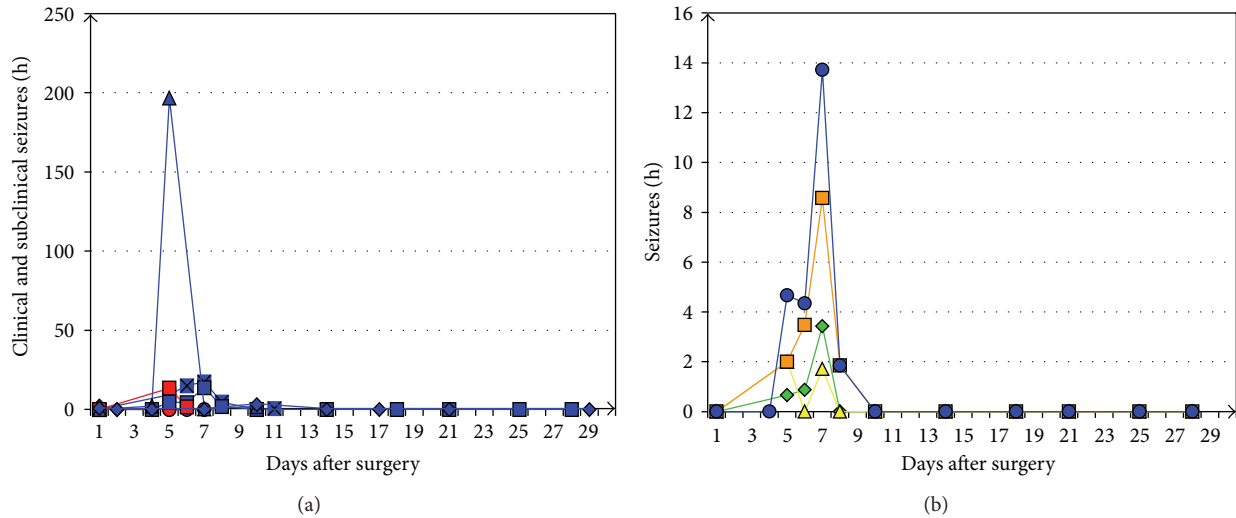 Clinical and subclinical seizures (h)
250
200
150
100
50
0
1 3 5 7 9 11 13 15 17 19 21 23 25 27 29
Days after surgery
(a)
Seizures (h)
16
14
12
10
8
6
4
2
0
1 3 5 7 9 11 13 15 17 19 21 23 25 27 29
Days after surgery
(b)